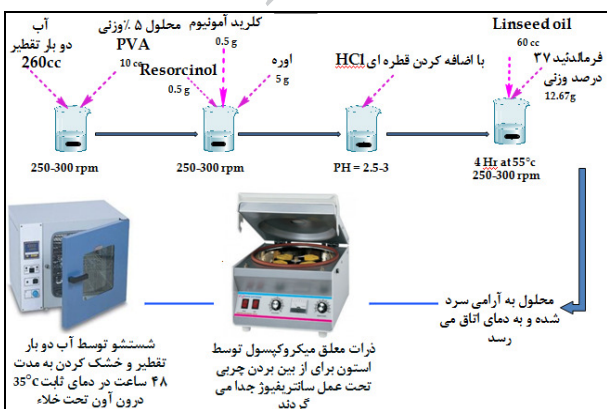 آب
دو بار تقطیر
260cc
محلول ۵ ٪وزنی
PVA
10 cc
Resorcinol
0.5 g
کلرید آمونیوم
0.5 g
اوره
5 g
HCl با اضافه کردن قطره ای
Linseed oil
60 cc
فرمالدئید ۳۷
درصد وزنی
12.67g
250-300 rpm
250-300 rpm
PH = 2.5-3
4 Hr at 55°c
250-300 rpm
محلول به آرامی سرد
شده و به دمای اتاق می
رسد
ذرات معلق میکروکپسول توسط
استون برای از بین بردن چربی
تحت عمل سانتریفیوژ جدا می
گردند
شستشو توسط آب دو بار
تقطیر و خشک کردن به مدت
۴۸ ساعت در دمای ثابت 35°c
درون آون تحت خلاء